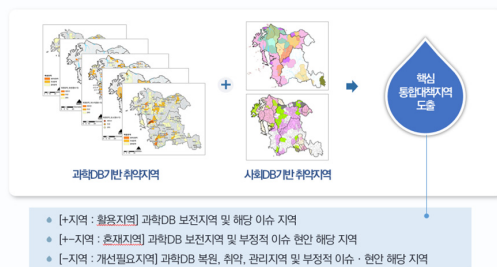 과학DB기반 취약지역
+
사회DB기반 취약지역
핵심
통합대책지역
도출
[+지역 : 활용지역] 과학DB 보전지역 및 해당 이슈 지역
[+-지역 : 혼재지역] 과학DB 보전지역 및 부정적 이슈 현안 해당 지역
[-지역 : 개선필요지역] 과학DB 복원, 취약, 관리지역 및 부정적 이슈 · 현안 해당 지역